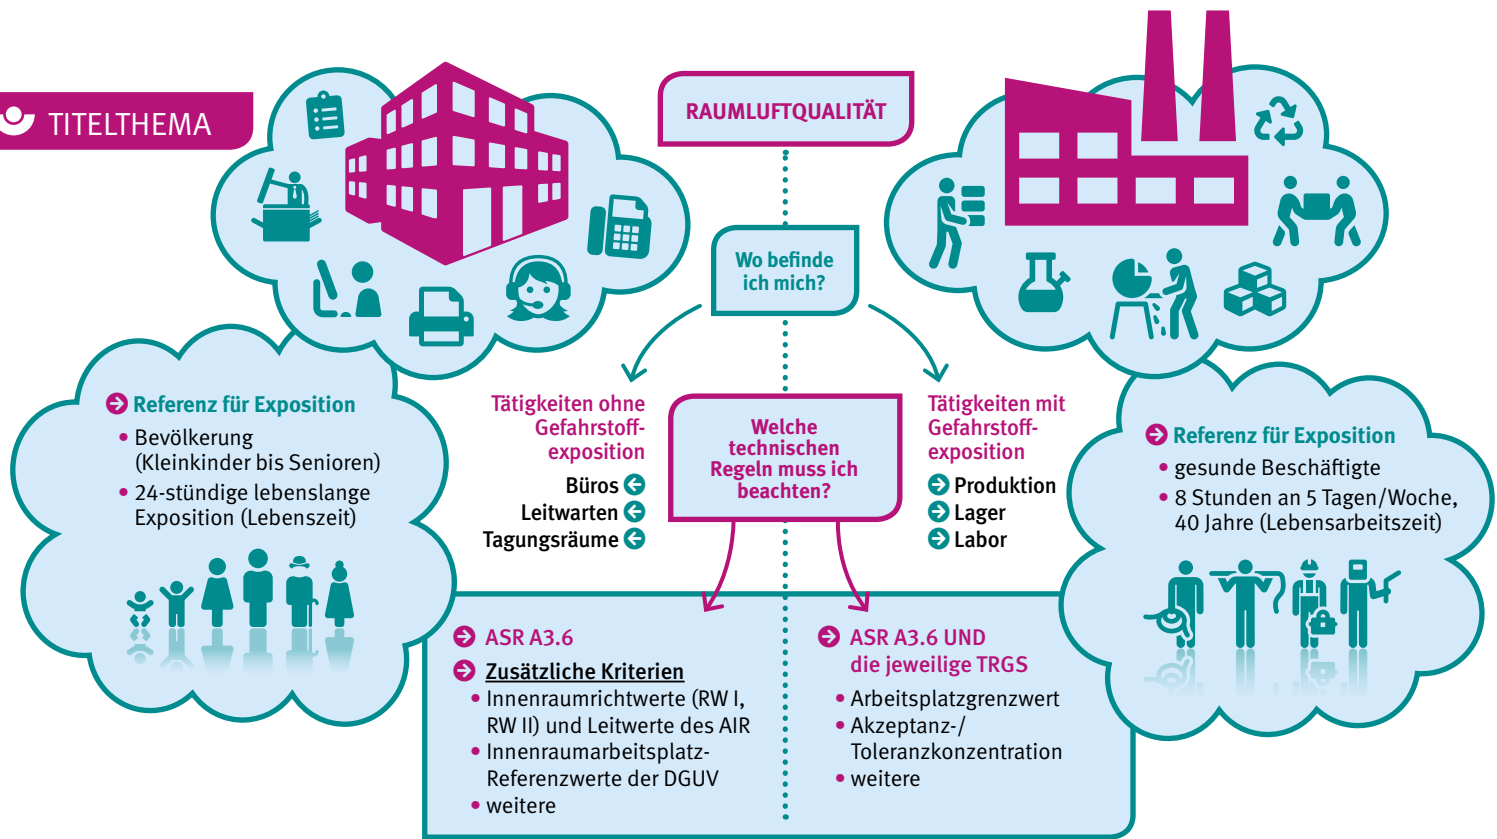 TITELTHEMA
RAUMLUFTQUALITÄT
Wo befinde
ich mich?
Referenz für Exposition
• Bevölkerung
(Kleinkinder bis Senioren)
• 24-stündige lebenslange
Exposition (Lebenszeit)
Tätigkeiten ohne
Gefahrstoff-
exposition
Büros
Leitwarten
Tagungsräume
Welche
technischen
Regeln muss ich
beachten?
Tätigkeiten mit
Gefahrstoff-
exposition
Produktion
Lager
Labor
Referenz für Exposition
• gesunde Beschäftigte
• 8 Stunden an 5 Tagen/Woche,
40 Jahre (Lebensarbeitszeit)
ASR A3.6
Zusätzliche Kriterien
• Innenraumrichtwerte (RW I,
RW II) und Leitwerte des AIR
• Innenraumarbeitsplatz-
Referenzwerte der DGUV
• weitere
ASR A3.6 UND
die jeweilige TRGS
• Arbeitsplatzgrenzwert
• Akzeptanz-/
Toleranzkonzentration
• weitere